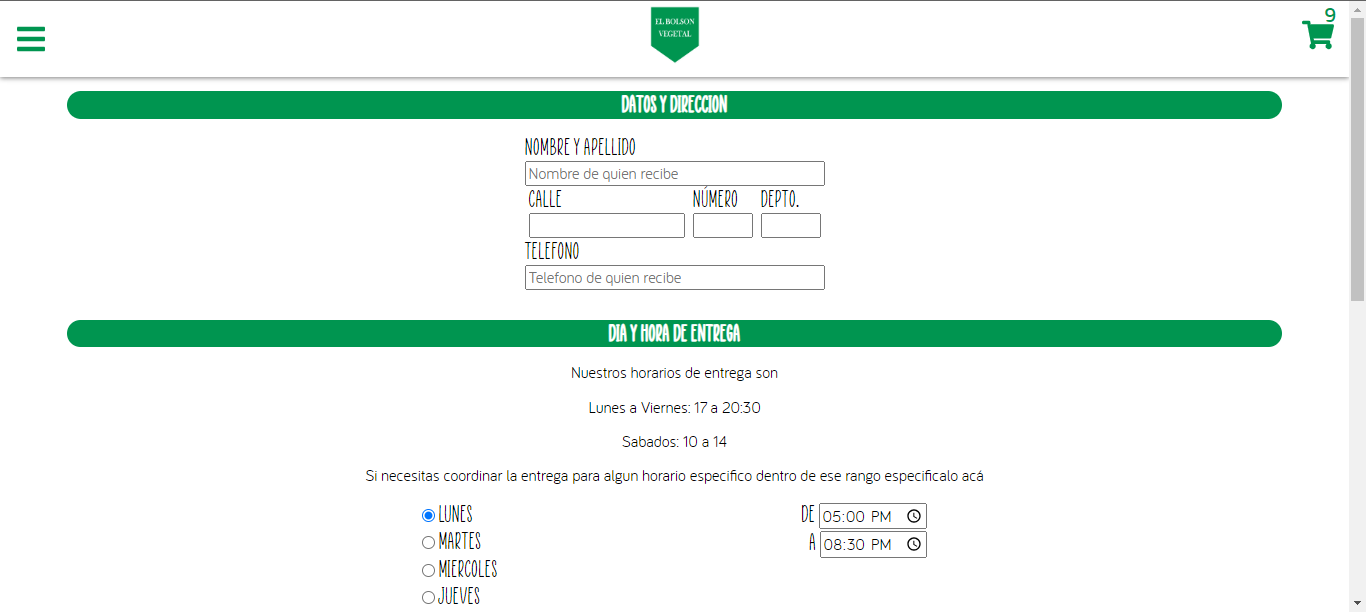 EL BOLSON
VEGETAL
9
DATOS Y DIRECCION
NOMBRE Y APELLIDO
Nombre de quien recibe
CALLE NÚMERO DEPTO.
TELEFONO
Telefono de quien recibe
DIA Y HORA DE ENTREGA
Nuestros horarios de entrega son
Lunes a Viernes: 17 a 20:30
Sabados: 10 a 14
Si necesitas coordinar la entrega para algun horario especifico dentro de ese rango especificalo acá
LUNES DE 05:00 PM
MARTES A 08:30 PM
MIERCOLES
JUEVES